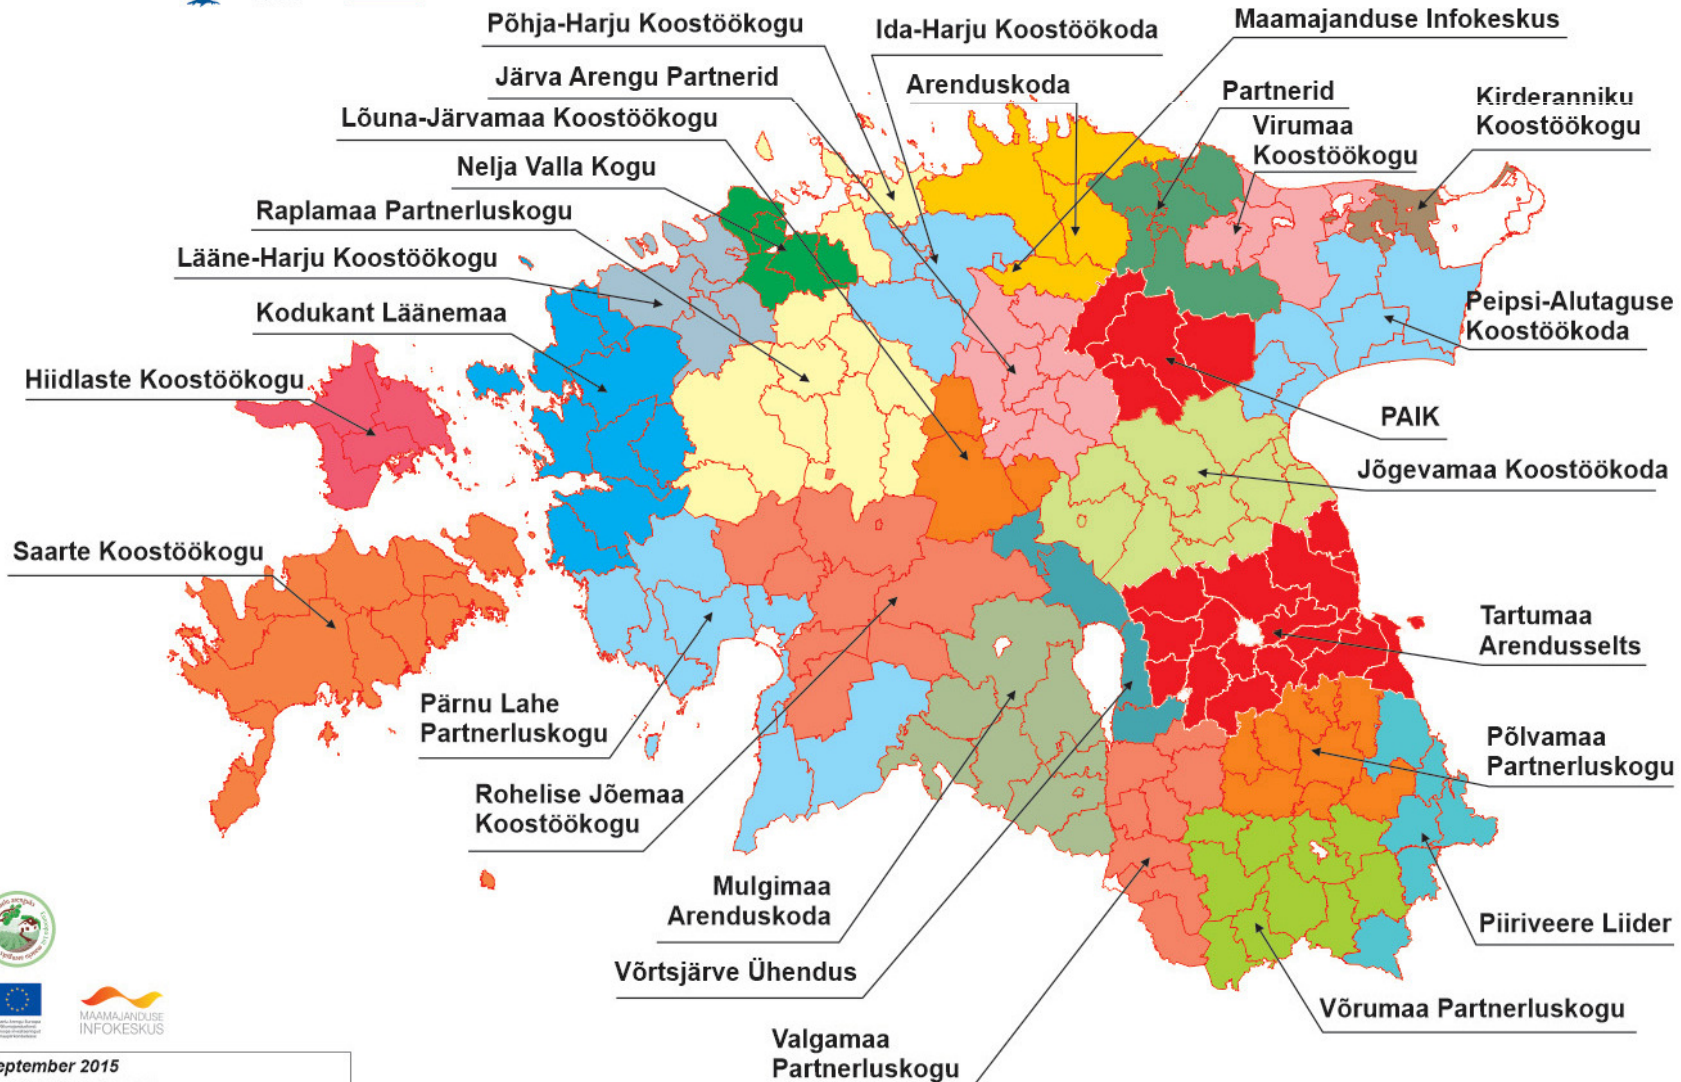 Põhja-Harju Koostöökogu
Ida-Harju Koostöökoda
Maamajanduse Infokeskus
Järva Arengu Partnerid
Arenduskoda
Partnerid
Kirderanniku
Koostöökogu
Lõuna-Järvamaa Koostöökogu
Virumaa
Koostöökogu
Nelja Valla Kogu
Raplamaa Partnerluskogu
Lääne-Harju Koostöökogu
Kodukant Läänemaa
Peipsi-Alutaguse
Koostöökoda
Hiidlaste Koostöökogu
PAIK
Jõgevamaa Koostöökoda
Saarte Koostöökogu
Tartumaa
Arendusselts
Pärnu Lahe
Partnerluskogu
Põlvamaa
Partnerluskogu
Rohelise Jõemaa
Koostöökogu
Mulgimaa
Arenduskoda
Piiriveere Liider
Võrtsjärve Ühendus
Võrumaa Partnerluskogu
Valgamaa
Partnerluskogu
MAAMAJANDUSE
INFOKESKUS
eptember 2015